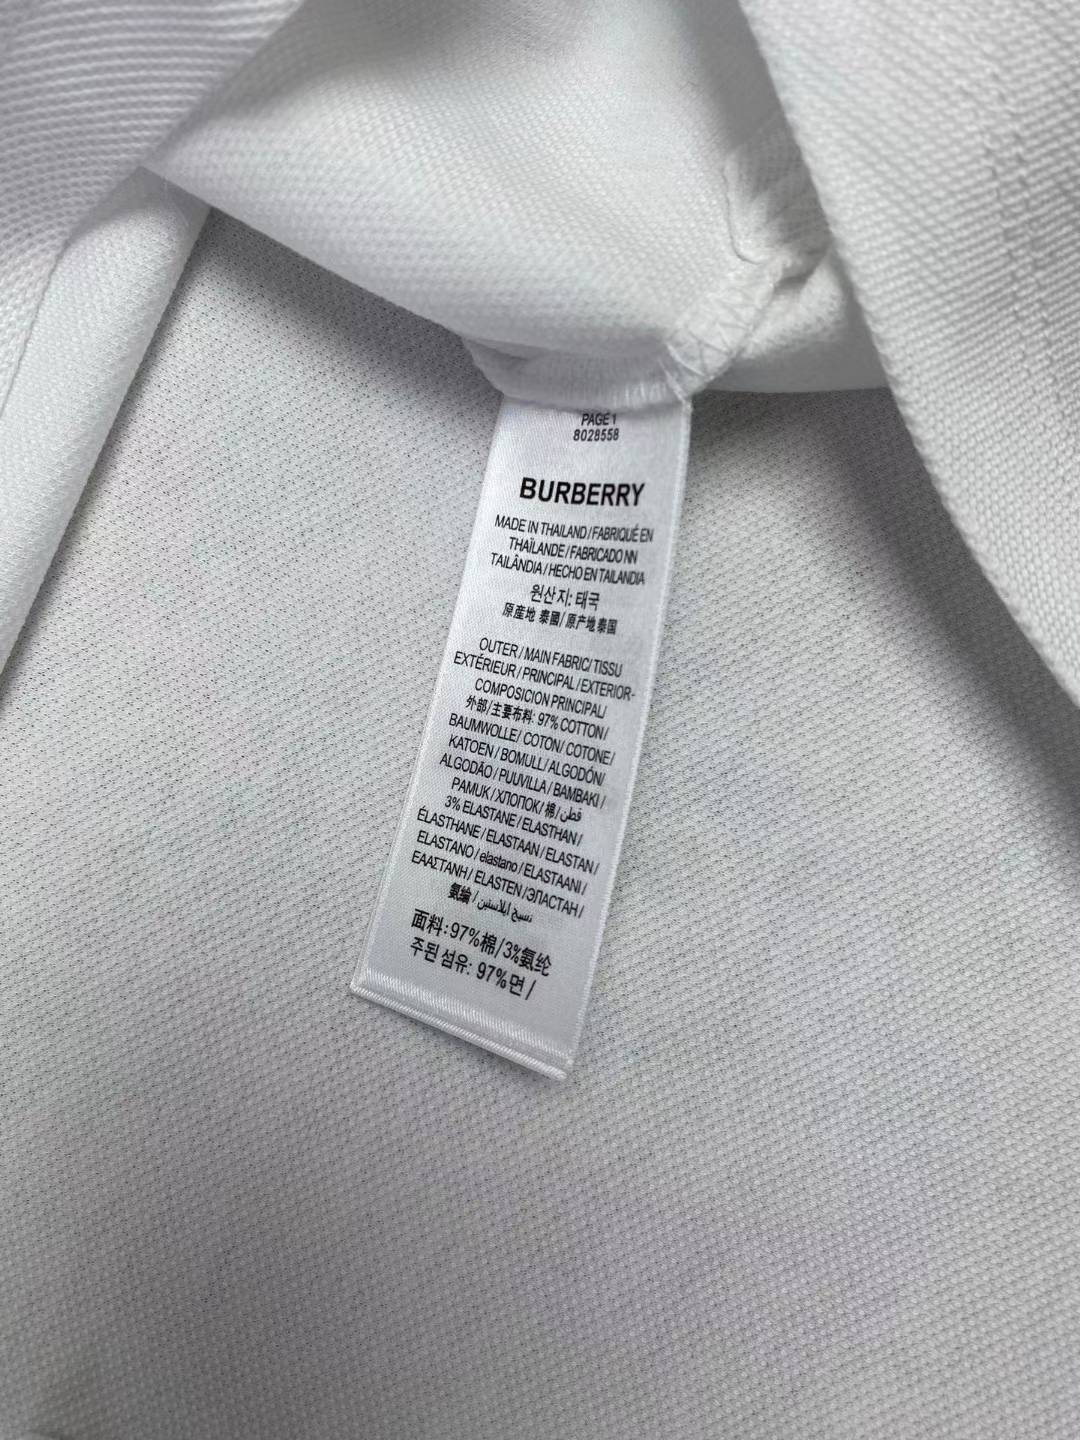 PAGE 1
8028558
BURBERRY
MADE IN THAILAND / FABRIQUÉ EN
THAÏLANDE / FABRICADO NN
TAILÂNDIA / HECHO EN TAILANDIA
원산지: 태국
原産地 泰國/ 原产地 泰国
OUTER / MAIN FABRIC/ TISSU
EXTÉRIEUR / PRINCIPAL / EXTERIOR-
COMPOSICION PRINCIPAL/
外部/主要布料: 97% COTTON /
BAUMWOLLE/ COTON/ COTONE /
KATOEN / BOMULL / ALGODÓN/
ALGODÃO / PUUVILLA / BAMBAKI /
PAMUK / ХЛОПОК/ 棉 / قطن
3% ELASTANE / ELASTHAN /
ÉLASTHANE / ELASTAAN / ELASTAN /
ELASTANO / elastano / ELASTAANI /
ΕΛΑΣΤΑΝΗ / ELASTEN /ЭЛАСТАН /
氨綸 / نسيج ايلاستين
面料: 97%棉/3%氨纶
주된 섬유: 97% 면 /